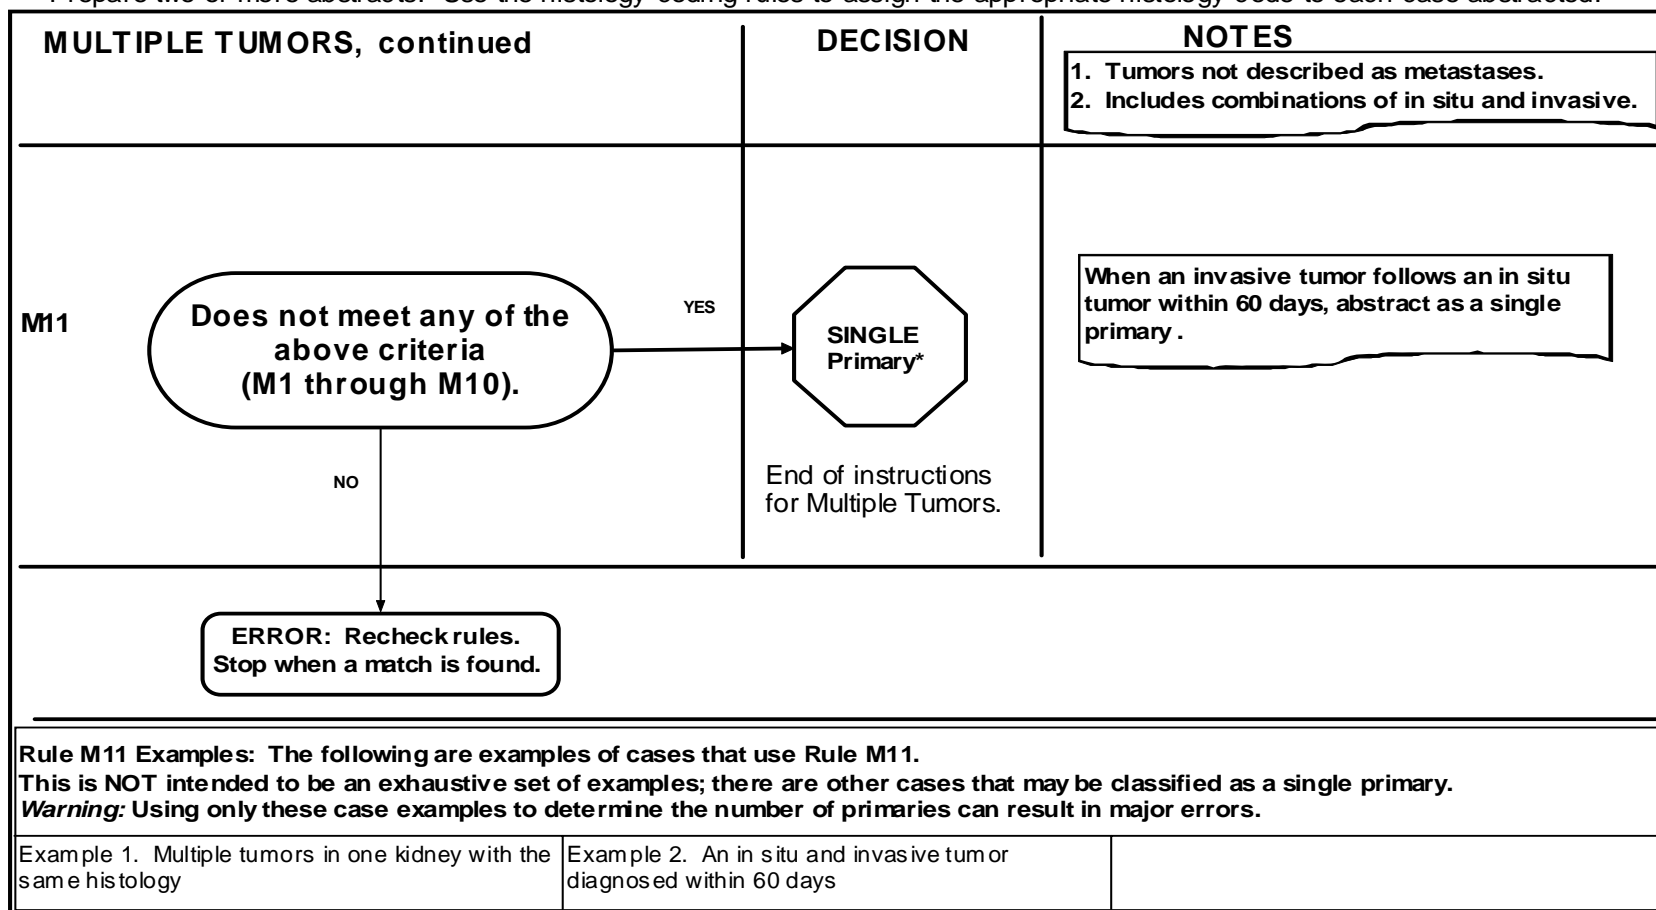 Prepare two or more abstracts. Use the histology coding rules to assign the appropriate histology code to each case abstracted.
MULTIPLE TUMORS, continued
DECISION
NOTES
1. Tumors not described as metastases.
2. Includes combinations of in situ and invasive.
M11
Does not meet any of the
above criteria
(M1 through M10).
YES
SINGLE
Primary*
When an invasive tumor follows an in situ
tumor within 60 days, abstract as a single
primary .
NO
End of instructions
for Multiple Tumors.
ERROR: Recheck rules.
Stop when a match is found.
Rule M11 Examples: The following are examples of cases that use Rule M11.
This is NOT intended to be an exhaustive set of examples; there are other cases that may be classified as a single primary.
Warning: Using only these case examples to determine the number of primaries can result in major errors.
Example 1. Multiple tumors in one kidney with the
same histology
Example 2. An in situ and invasive tumor
diagnosed within 60 days